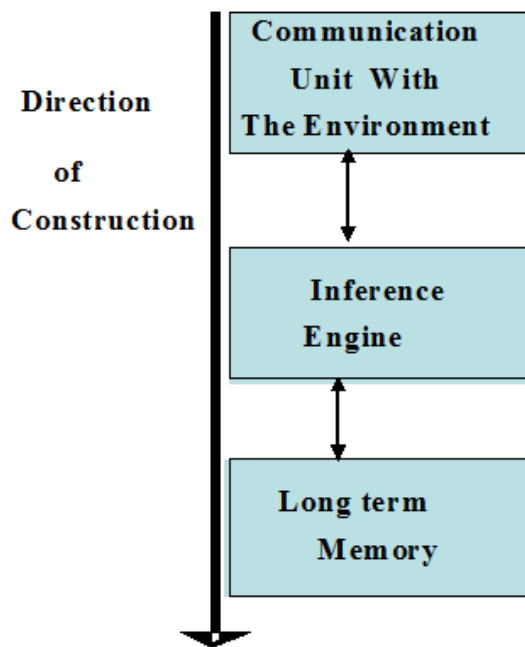 Communication
Unit With
The Environment
Direction
of
Construction
Inference
Engine
Long term
Memory